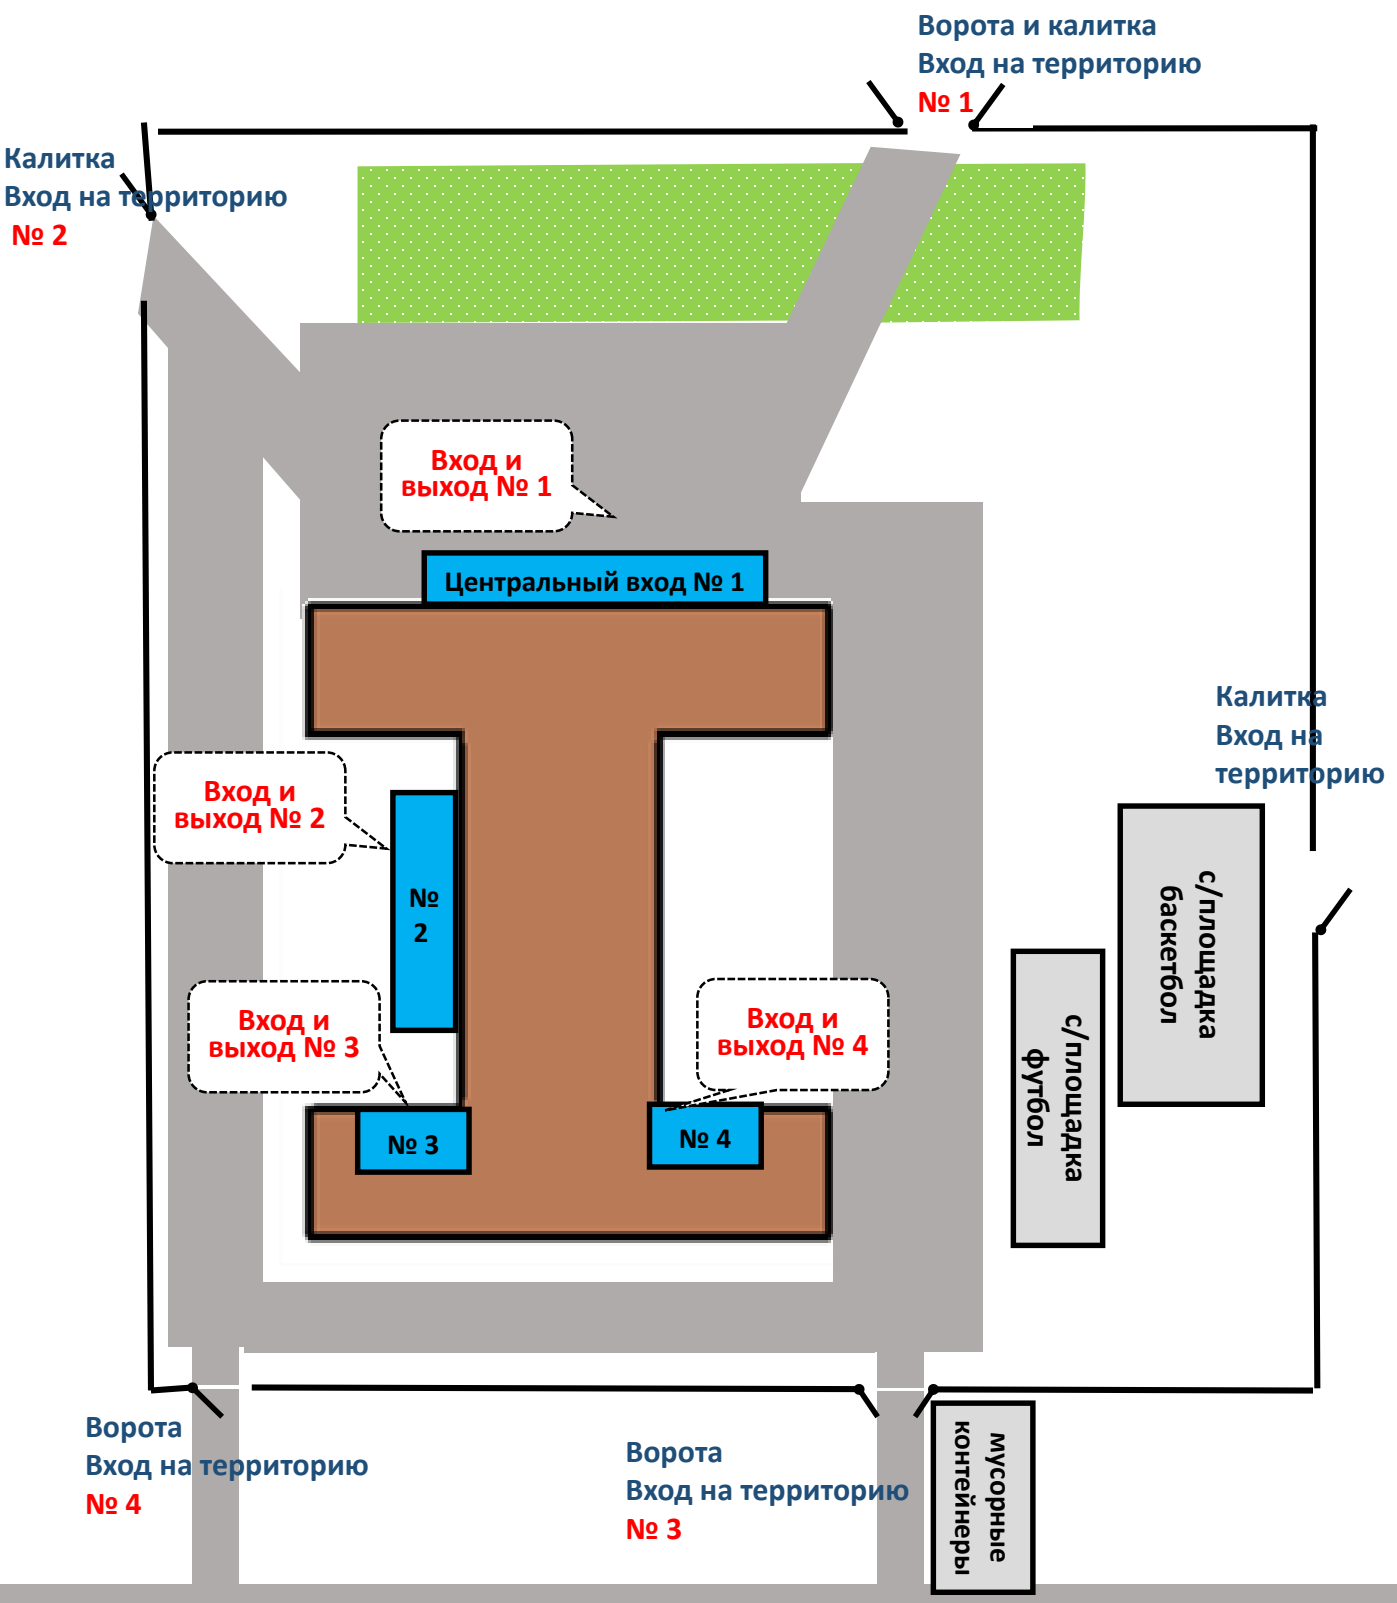 Ворота и калитка
Вход на территорию
№ 1
Калитка
Вход на территорию
№ 2
Вход и
выход № 1
Центральный вход № 1
Калитка
Вход на
территорию
Вход и
выход № 2
№
2
с/площадка
баскетбол
Вход и
выход № 3
Вход и
выход № 4
с/площадка
футбол
№ 3
№ 4
Ворота
Вход на территорию
№ 4
Ворота
Вход на территорию
№ 3
мусорные
контейнеры